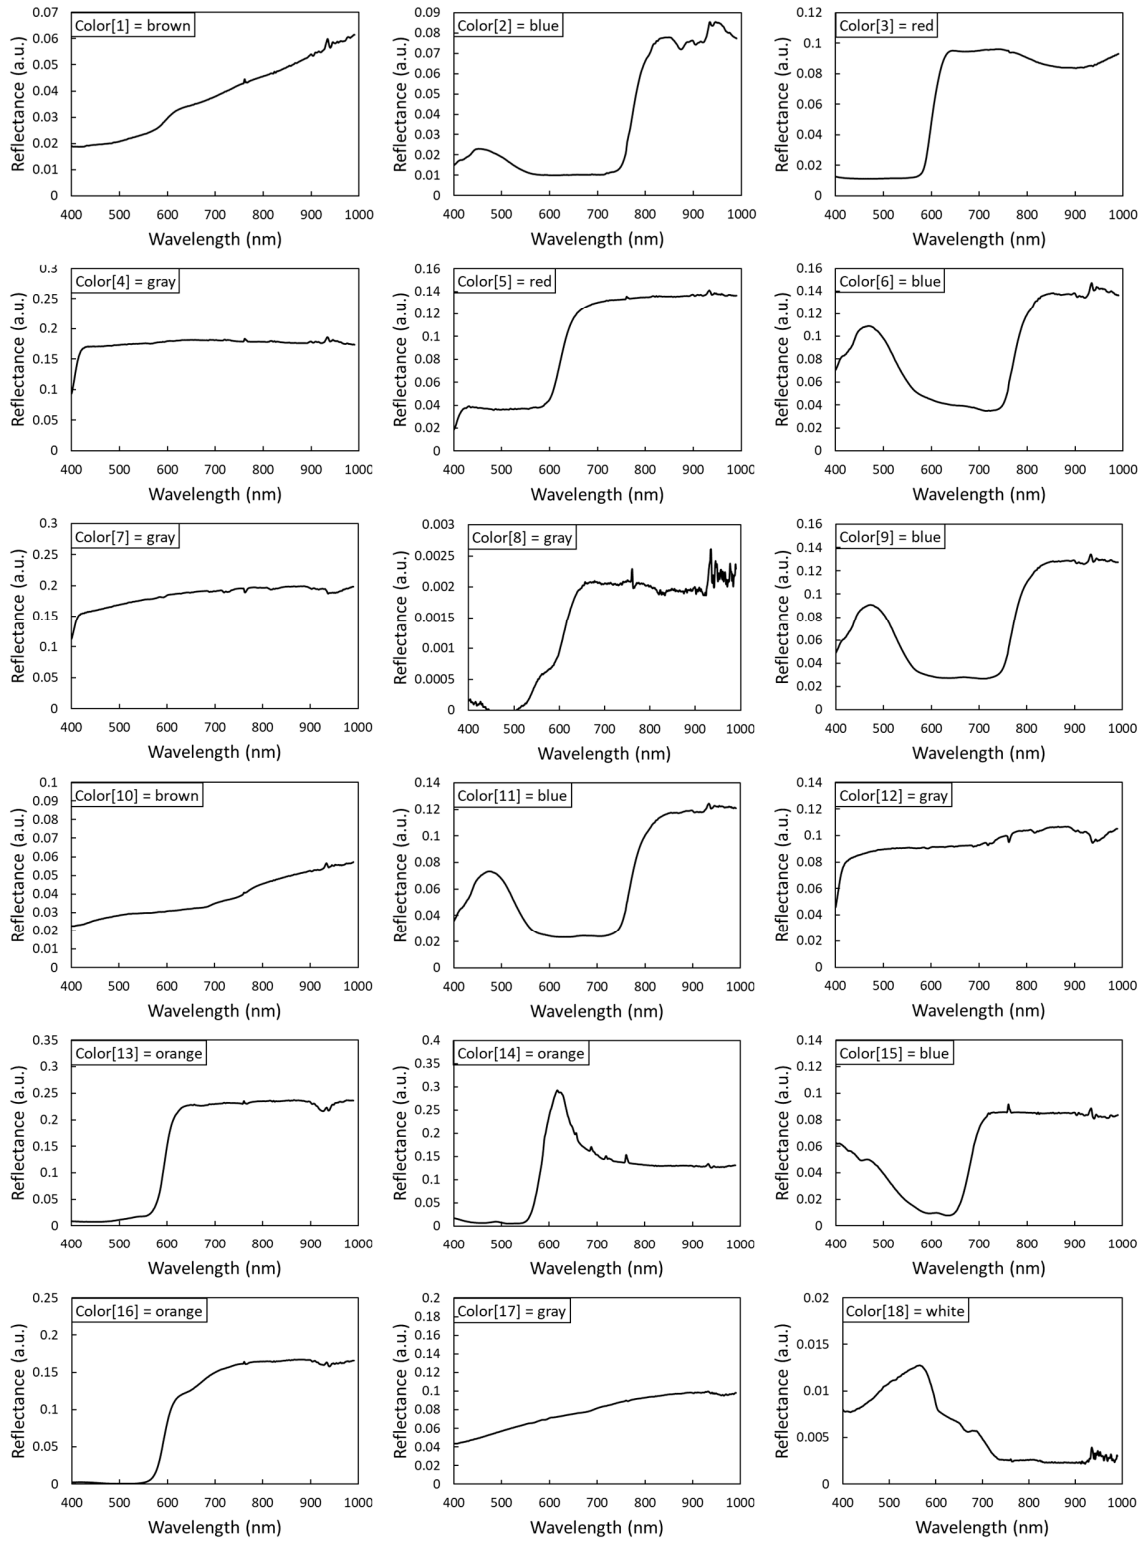 Color[1] = brown
Reflectance (a.u.)
0.07
0.06
0.05
0.04
0.03
0.02
0.01
0
400 500 600 700 800 900 1000
Wavelength (nm)
Color[2] = blue
Reflectance (a.u.)
0.09
0.08
0.07
0.06
0.05
0.04
0.03
0.02
0.01
0
400 500 600 700 800 900 1000
Wavelength (nm)
Color[3] = red
Reflectance (a.u.)
0.12
0.1
0.08
0.06
0.04
0.02
0
400 500 600 700 800 900 1000
Wavelength (nm)
Color[4] = gray
Reflectance (a.u.)
0.3
0.25
0.2
0.15
0.1
0.05
0
400 500 600 700 800 900 1000
Wavelength (nm)
Color[5] = red
Reflectance (a.u.)
0.16
0.14
0.12
0.1
0.08
0.06
0.04
0.02
0
400 500 600 700 800 900 1000
Wavelength (nm)
Color[6] = blue
Reflectance (a.u.)
0.16
0.14
0.12
0.1
0.08
0.06
0.04
0.02
0
400 500 600 700 800 900 1000
Wavelength (nm)
Color[7] = gray
Reflectance (a.u.)
0.3
0.25
0.2
0.15
0.1
0.05
0
400 500 600 700 800 900 1000
Wavelength (nm)
Color[8] = gray
Reflectance (a.u.)
0.003
0.0025
0.002
0.0015
0.001
0.0005
0
400 500 600 700 800 900 1000
Wavelength (nm)
Color[9] = blue
Reflectance (a.u.)
0.16
0.14
0.12
0.1
0.08
0.06
0.04
0.02
0
400 500 600 700 800 900 1000
Wavelength (nm)
Color[10] = brown
Reflectance (a.u.)
0.1
0.09
0.08
0.07
0.06
0.05
0.04
0.03
0.02
0.01
0
400 500 600 700 800 900 1000
Wavelength (nm)
Color[11] = blue
Reflectance (a.u.)
0.14
0.12
0.1
0.08
0.06
0.04
0.02
0
400 500 600 700 800 900 1000
Wavelength (nm)
Color[12] = gray
Reflectance (a.u.)
0.14
0.12
0.1
0.08
0.06
0.04
0.02
0
400 500 600 700 800 900 1000
Wavelength (nm)
Color[13] = orange
Reflectance (a.u.)
0.35
0.3
0.25
0.2
0.15
0.1
0.05
0
400 500 600 700 800 900 1000
Wavelength (nm)
Color[14] = orange
Reflectance (a.u.)
0.4
0.35
0.3
0.25
0.2
0.15
0.1
0.05
0
400 500 600 700 800 900 1000
Wavelength (nm)
Color[15] = blue
Reflectance (a.u.)
0.14
0.12
0.1
0.08
0.06
0.04
0.02
0
400 500 600 700 800 900 1000
Wavelength (nm)
Color[16] = orange
Reflectance (a.u.)
0.25
0.2
0.15
0.1
0.05
0
400 500 600 700 800 900 1000
Wavelength (nm)
Color[17] = gray
Reflectance (a.u.)
0.2
0.18
0.16
0.14
0.12
0.1
0.08
0.06
0.04
0.02
0
400 500 600 700 800 900 1000
Wavelength (nm)
Color[18] = white
Reflectance (a.u.)
0.02
0.015
0.01
0.005
0
400 500 600 700 800 900 1000
Wavelength (nm)